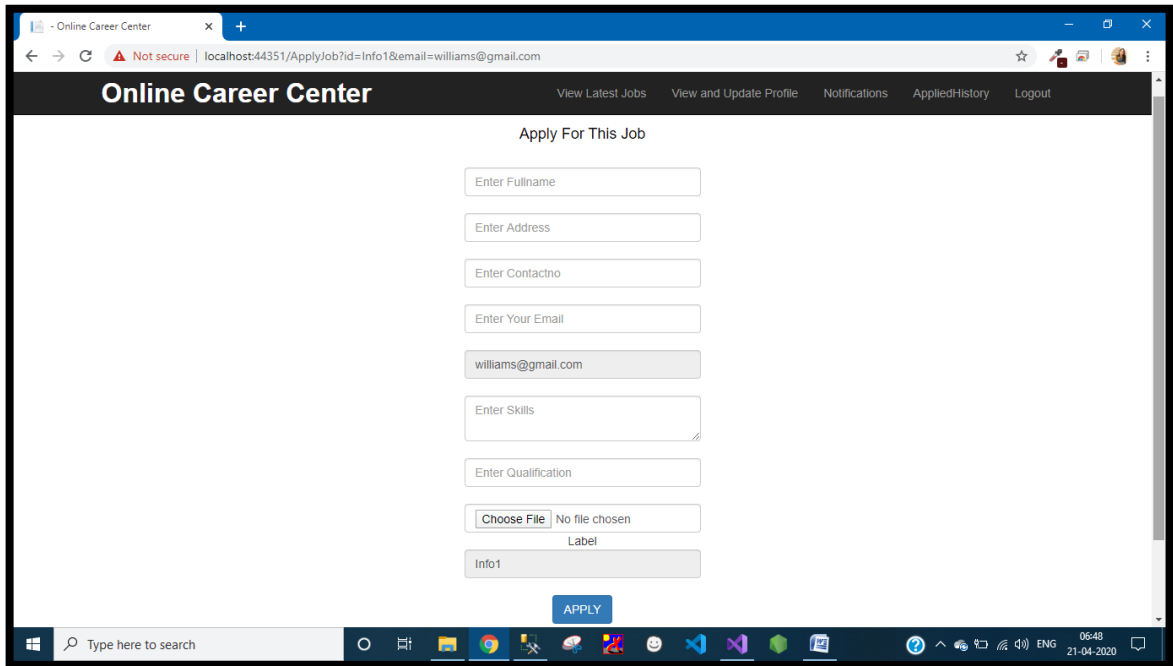 - Online Career Center
Not secure | localhost:44351/ApplyJob?id=Info1&email=williams@gmail.com
Online Career Center View Latest Jobs View and Update Profile Notifications AppliedHistory Logout
Apply For This Job
Enter Fullname
Enter Address
Enter Contactno
Enter Your Email
williams@gmail.com
Enter Skills
Enter Qualification
Choose File No file chosen
Label
Info1
APPLY
Type here to search ENG 06:48
21-04-2020